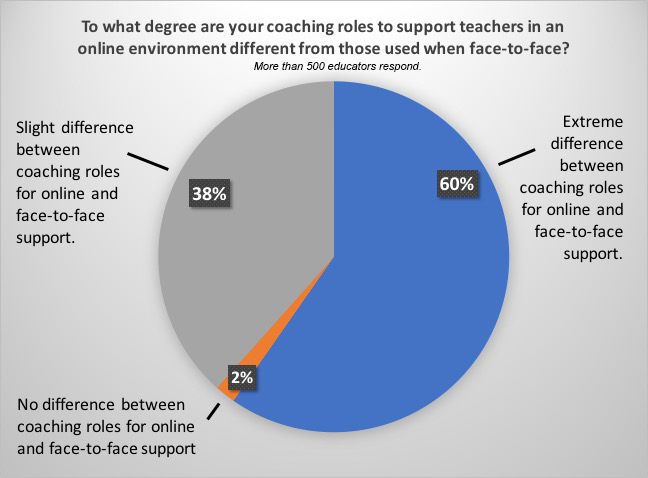 To what degree are your coaching roles to support teachers in an
online environment different from those used when face-to-face?
More than 500 educators respond.
Slight difference
between
coaching roles
for online and
face-to-face
support.
38%
Extreme
difference
between
coaching roles
for online and
face-to-face
support.
60%
2%
No difference between
coaching roles for online
and face-to-face support